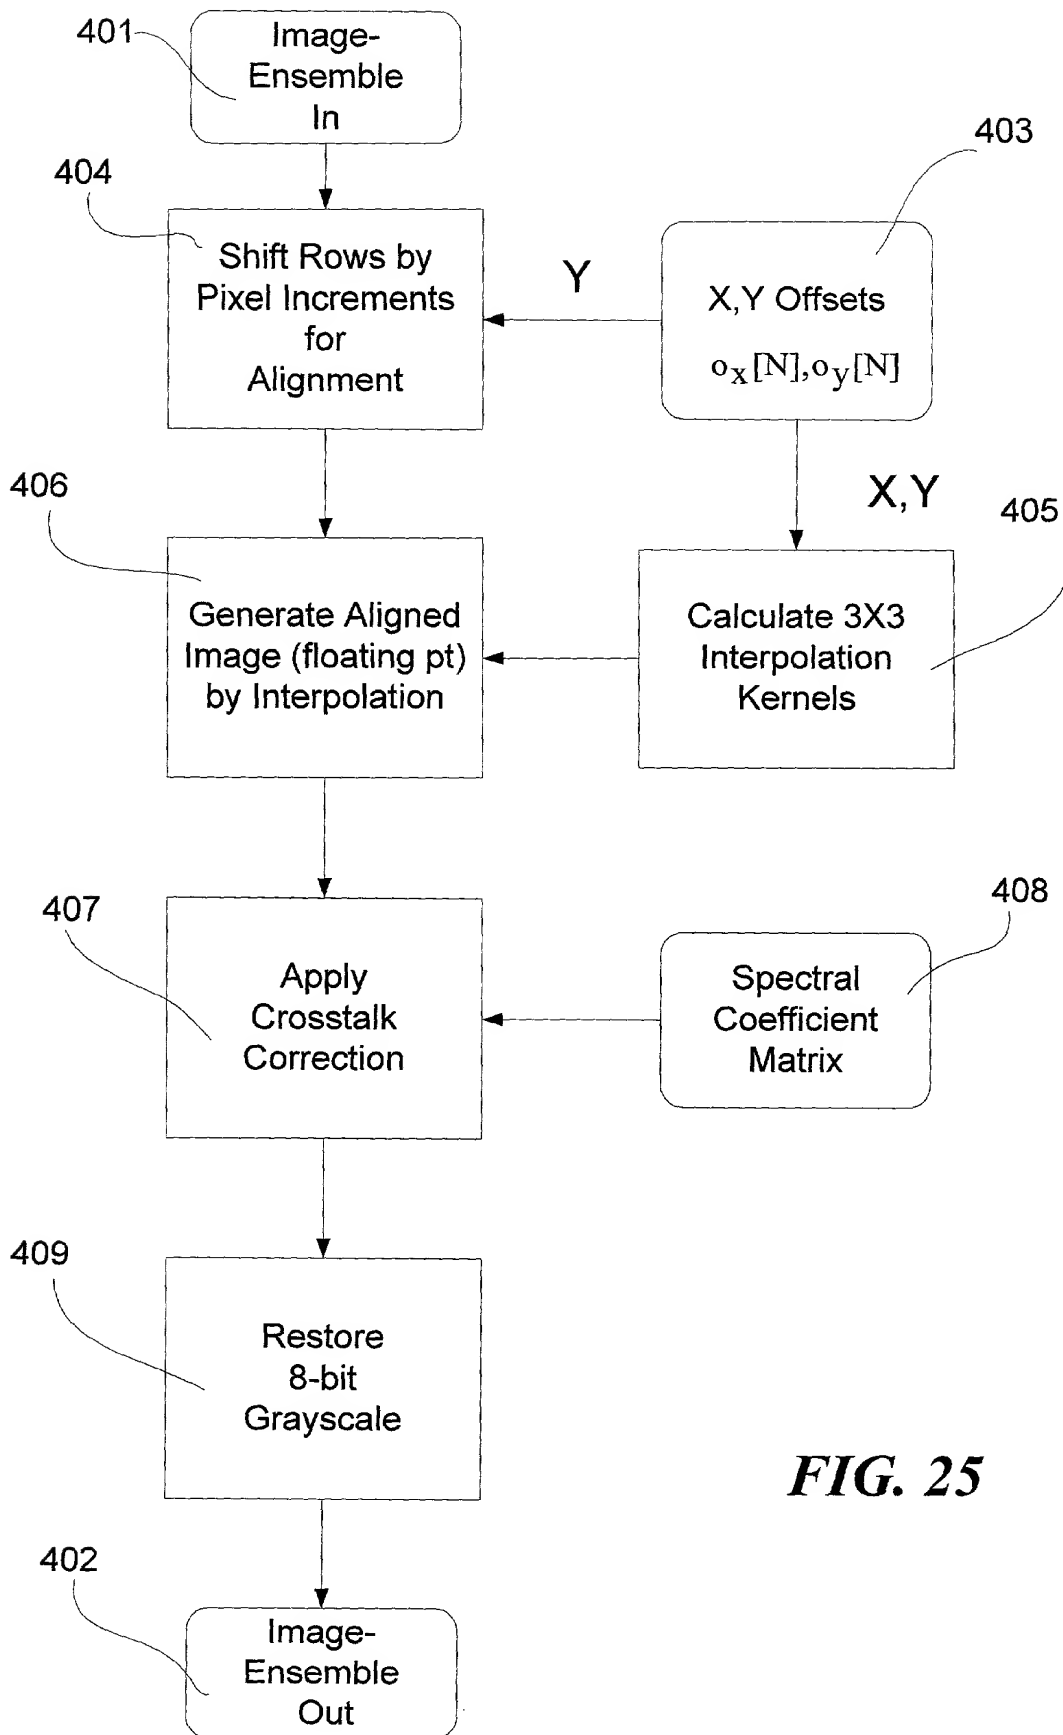 401
Image-
Ensemble
In
404
Shift Rows by
Pixel Increments
for
Alignment
Y
403
X,Y Offsets
ox[N],oy[N]
X,Y
406
Generate Aligned
Image (floating pt)
by Interpolation
405
Calculate 3X3
Interpolation
Kernels
407
Apply
Crosstalk
Correction
408
Spectral
Coefficient
Matrix
409
Restore
8-bit
Grayscale
FIG. 25
402
Image-
Ensemble
Out